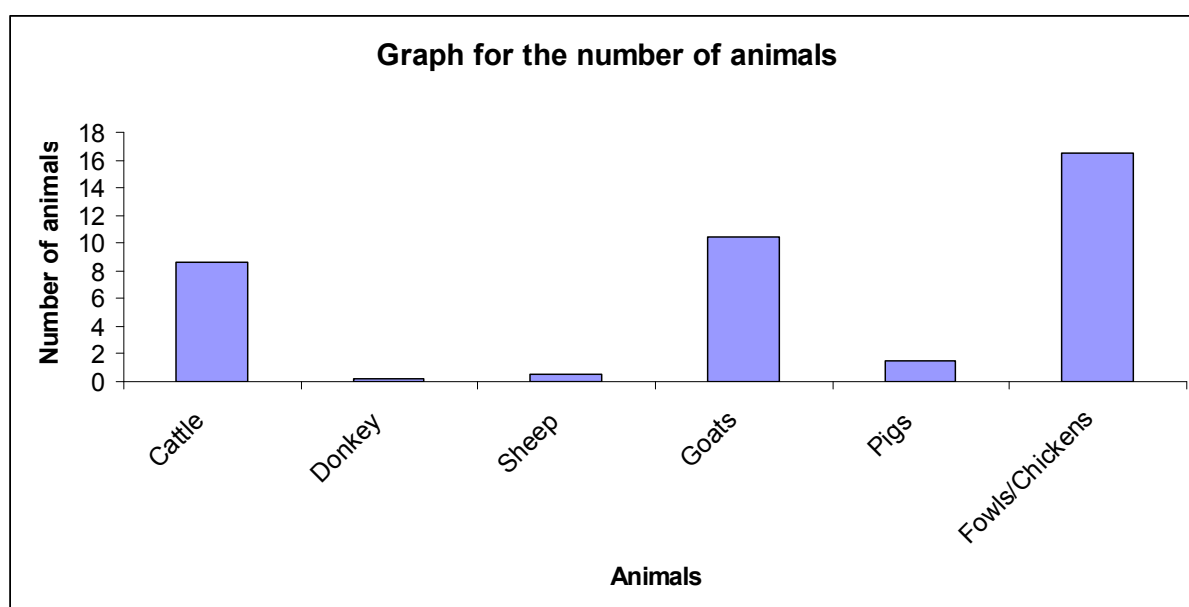 Graph for the number of animals
Number of animals
18
16
14
12
10
8
6
4
2
0
Cattle
Donkey
Sheep
Goats
Pigs
Fowls/Chickens
Animals